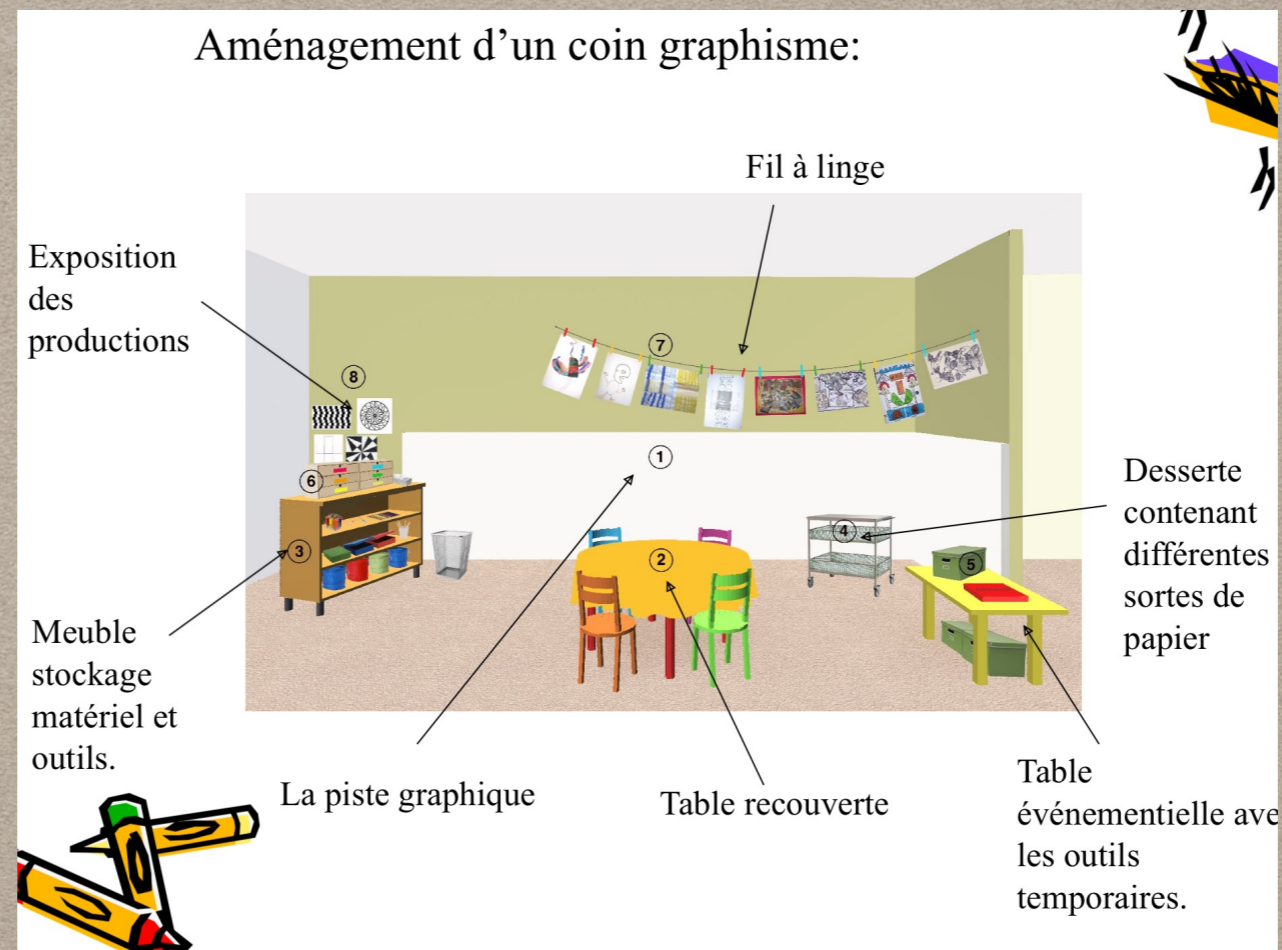 Aménagement d’un coin graphisme:
Fil à linge
Exposition
des
productions
7
8
1
6
3
2
4
5
Desserte
contenant
différentes
sortes de
papier
Meuble
stockage
matériel et
outils.
La piste graphique
Table recouverte
Table
événementielle ave
les outils
temporaires.